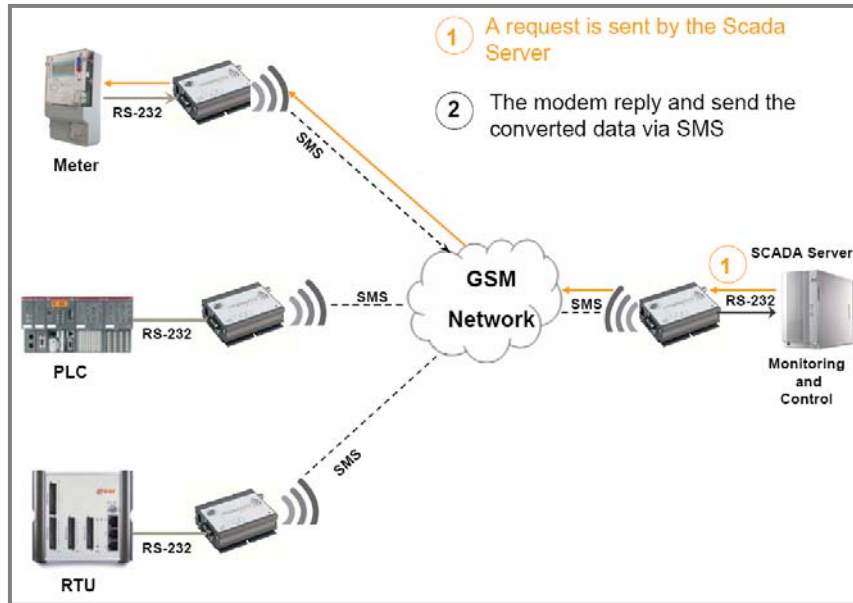 1 A request is sent by the Scada
Server
2 The modem reply and send the
converted data via SMS
RS-232
Meter
SMS
GSM
Network
SMS
1
SCADA Server
RS-232
SMS
Monitoring
and
Control
RS-232
PLC
SMS
RS-232
RTU